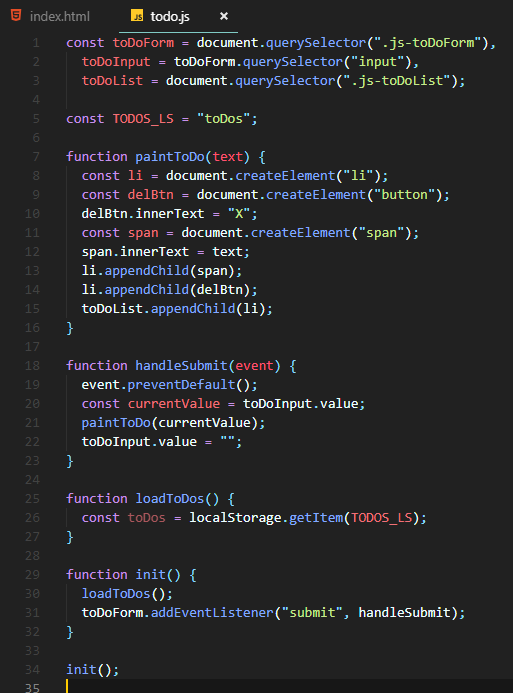 index.html
JS todo.js ×
1 const toDoForm = document.querySelector(".js-toDoForm"),
2   toDoInput = toDoForm.querySelector("input"),
3   toDoList = document.querySelector(".js-toDoList");
4
5 const TODOS_LS = "toDos";
6
7 function paintToDo(text) {
8   const li = document.createElement("li");
9   const delBtn = document.createElement("button");
10   delBtn.innerText = "X";
11   const span = document.createElement("span");
12   span.innerText = text;
13   li.appendChild(span);
14   li.appendChild(delBtn);
15   toDoList.appendChild(li);
16 }
17
18 function handleSubmit(event) {
19   event.preventDefault();
20   const currentValue = toDoInput.value;
21   paintToDo(currentValue);
22   toDoInput.value = "";
23 }
24
25 function loadToDos() {
26   const toDos = localStorage.getItem(TODOS_LS);
27 }
28
29 function init() {
30   loadToDos();
31   toDoForm.addEventListener("submit", handleSubmit);
32 }
33
34 init();
35